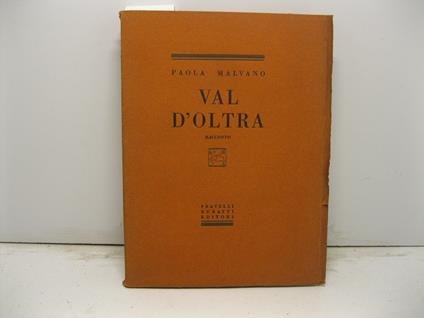 PAOLA MALVANO
VAL
D'OLTRA
RACCONTO
FRATELLI
BURATTI
EDITORI